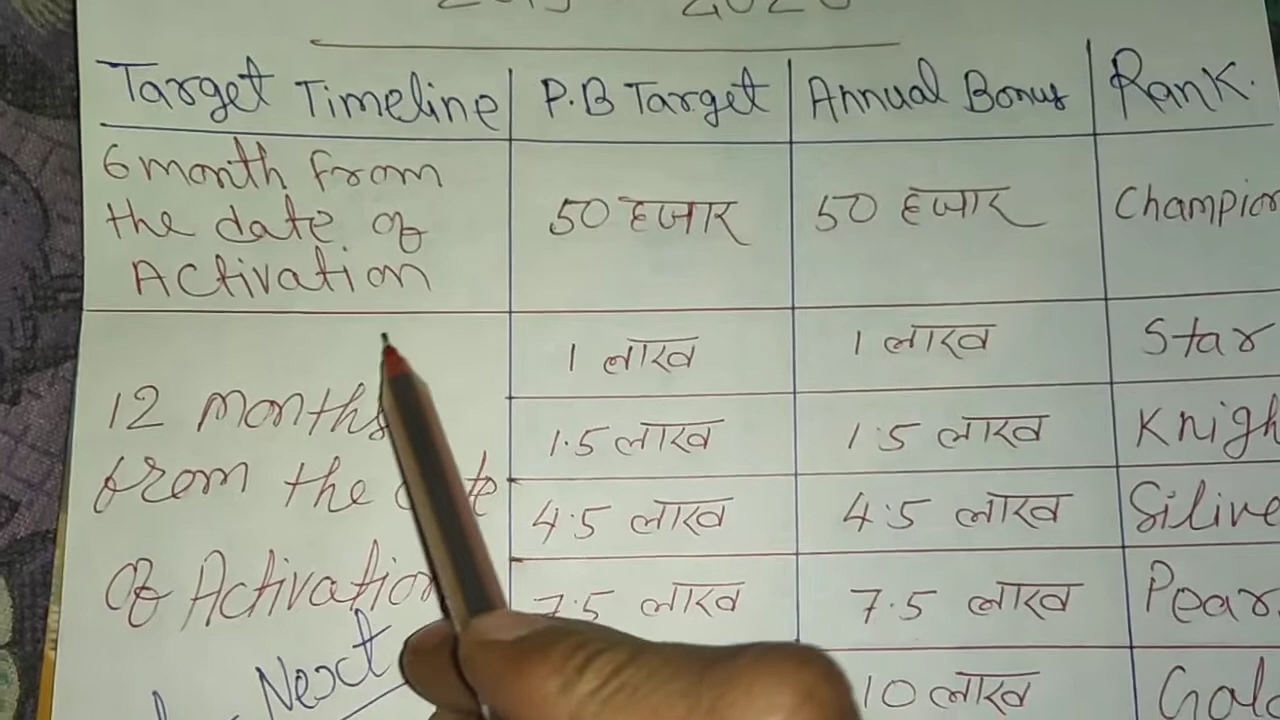 Target Timeline P.B Target Annual Bonus Rank.
6 month from
the date of
Activation
50 हजार 50 हजार Champion
1 लाख 1 लाख Star
12 months
from the
of Activation
1.5 लाख 1.5 लाख Knigh
4.5 लाख 4.5 लाख Silive
7.5 लाख 7.5 लाख Pear
Next
10 लाख Gold